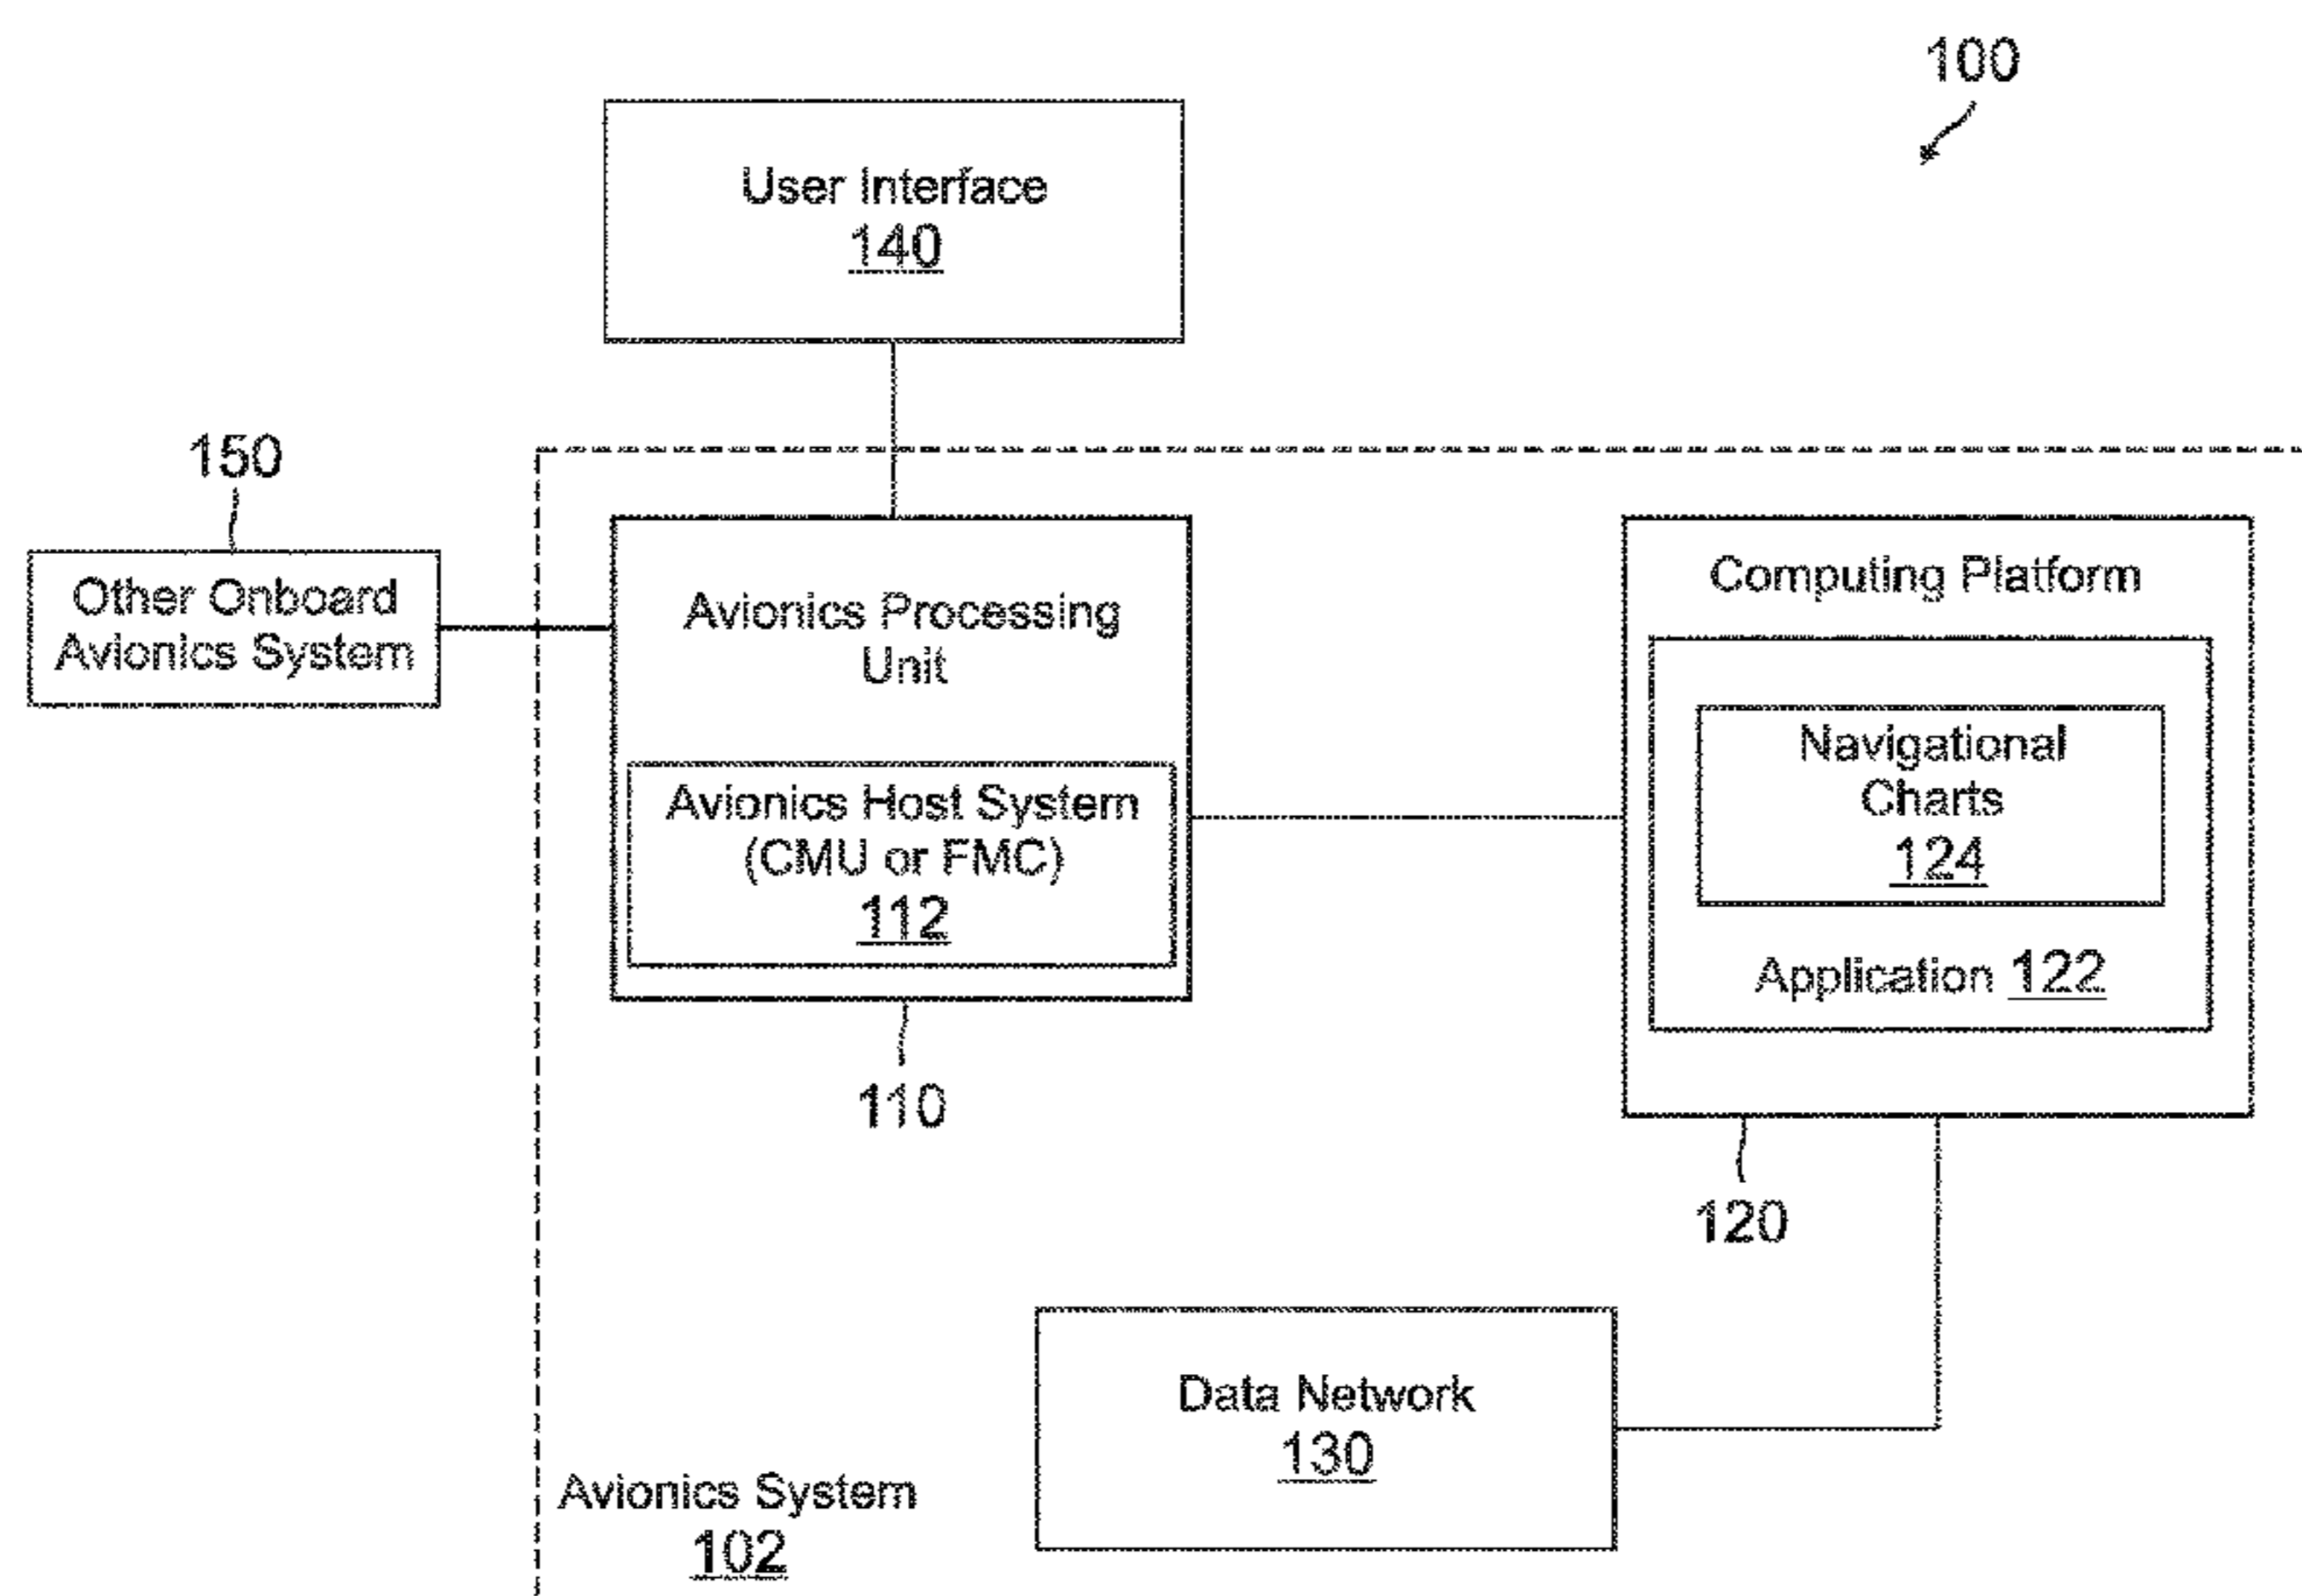 100
User Interface
140
150
Other Onboard
Avionics System
Avionics Processing
Unit
Avionics Host System
(CMU or FMC)
112
110
Computing Platform
Navigational
Charts
124
Application 122
120
Data Network
130
Avionics System
102